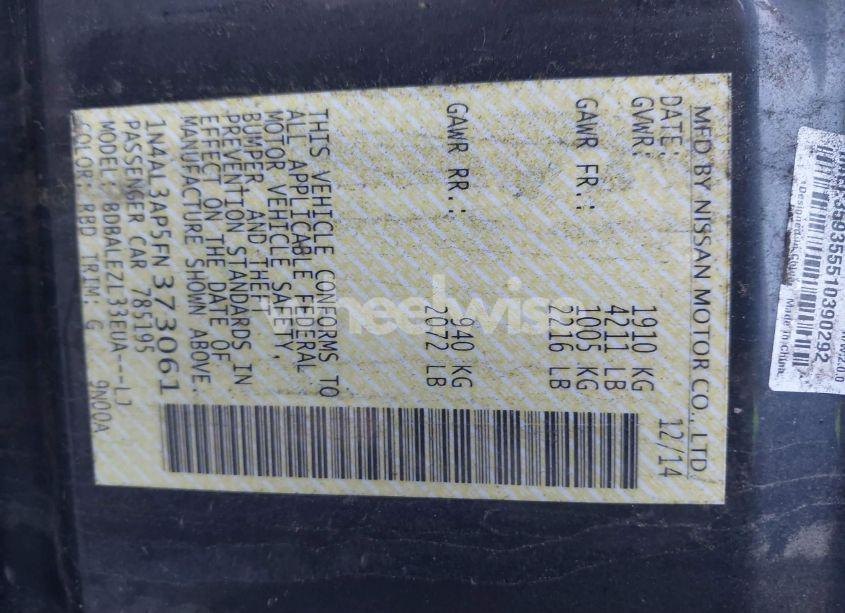 MFD BY NISSAN MOTOR CO., LTD.
DATE: 12/14
GVWR: 1910 KG
4211 LB
GAWR FR.: 1005 KG
2216 LB
GAWR RR.: 940 KG
2072 LB
THIS VEHICLE CONFORMS TO
ALL APPLICABLE FEDERAL
MOTOR VEHICLE SAFETY,
BUMPER AND THEFT
PREVENTION STANDARDS IN
EFFECT ON THE DATE OF
MANUFACTURE SHOWN ABOVE.
1N4AL3AP5FN373061
PASSENGER CAR 785195
MODEL: BDBALEZL33EUA---LJ
COLOR: RBD TRIM: G 9N00A
wheelwise
Made in China